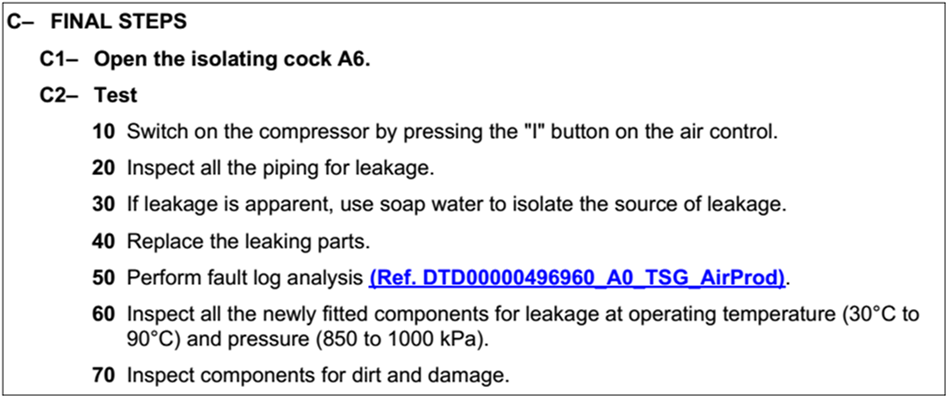 C– FINAL STEPS
C1– Open the isolating cock A6.
C2– Test
10 Switch on the compressor by pressing the "I" button on the air control.
20 Inspect all the piping for leakage.
30 If leakage is apparent, use soap water to isolate the source of leakage.
40 Replace the leaking parts.
50 Perform fault log analysis (Ref. DTD00000496960_A0_TSG_AirProd).
60 Inspect all the newly fitted components for leakage at operating temperature (30°C to
90°C) and pressure (850 to 1000 kPa).
70 Inspect components for dirt and damage.